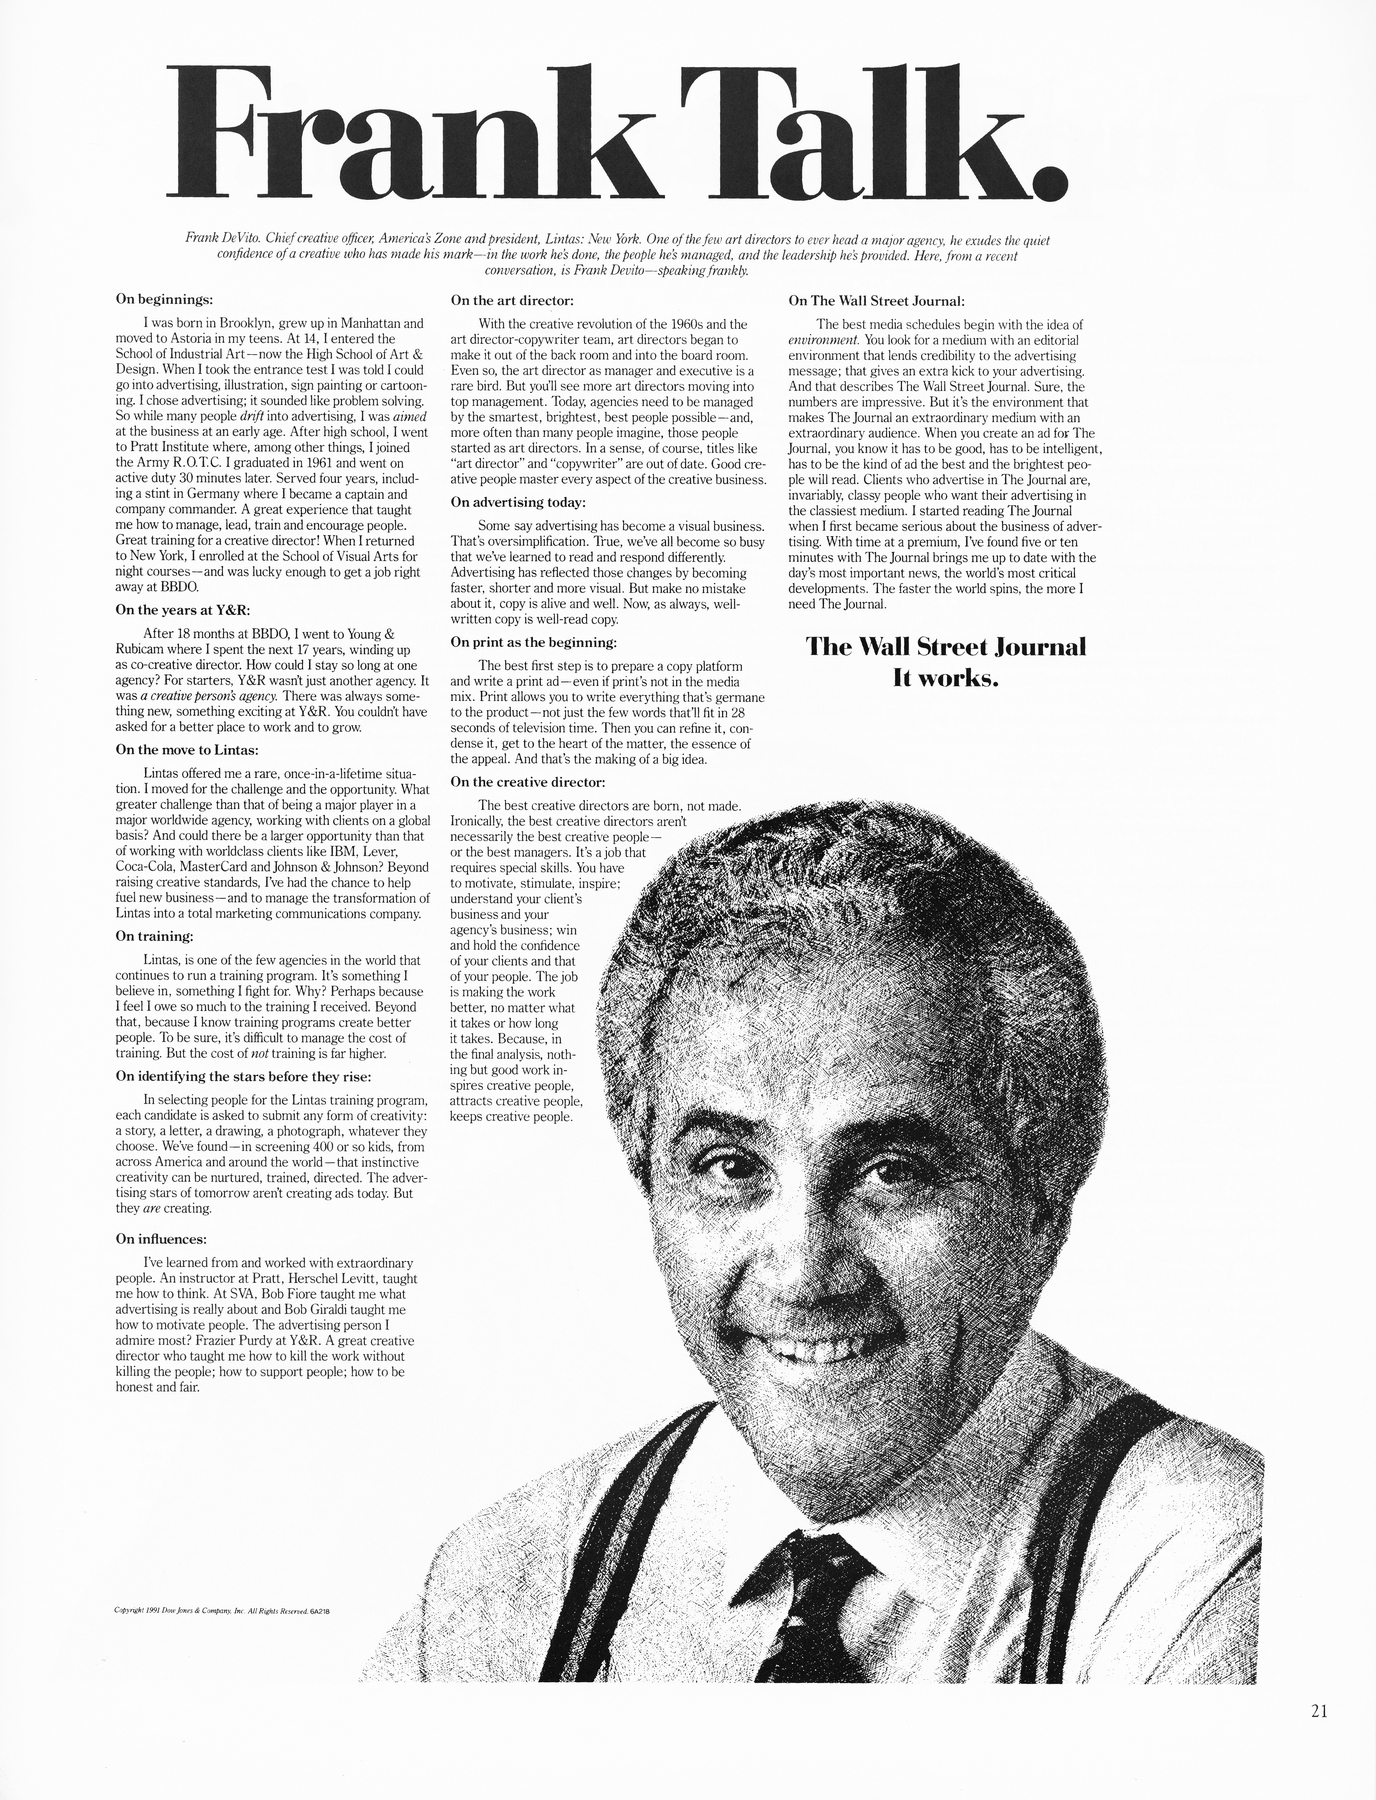 Frank Talk.
Frank DeVito. Chief creative officer, America's Zone and president, Lintas: New York. One of the few art directors to ever head a major agency, he exudes the quiet
confidence of a creative who has made his mark—in the work he's done, the people he's managed, and the leadership he's provided. Here, from a recent
conversation, is Frank Devito—speaking frankly.
On beginnings:
I was born in Brooklyn, grew up in Manhattan and
moved to Astoria in my teens. At 14, I entered the
School of Industrial Art—now the High School of Art &
Design. When I took the entrance test I was told I could
go into advertising, illustration, sign painting or cartoon-
ing. I chose advertising; it sounded like problem solving.
So while many people drift into advertising, I was aimed
at the business at an early age. After high school, I went
to Pratt Institute where, among other things, I joined
the Army R.O.T.C. I graduated in 1961 and went on
active duty 30 minutes later. Served four years, includ-
ing a stint in Germany where I became a captain and
company commander. A great experience that taught
me how to manage, lead, train and encourage people.
Great training for a creative director! When I returned
to New York, I enrolled at the School of Visual Arts for
night courses—and was lucky enough to get a job right
away at BBDO.
On the years at Y&R:
After 18 months at BBDO, I went to Young &
Rubicam where I spent the next 17 years, winding up
as co-creative director. How could I stay so long at one
agency? For starters, Y&R wasn't just another agency. It
was a creative person's agency. There was always some-
thing new, something exciting at Y&R. You couldn't have
asked for a better place to work and to grow.
On the move to Lintas:
Lintas offered me a rare, once-in-a-lifetime situa-
tion. I moved for the challenge and the opportunity. What
greater challenge than that of being a major player in a
major worldwide agency, working with clients on a global
basis? And could there be a larger opportunity than that
of working with worldclass clients like IBM, Lever,
Coca-Cola, MasterCard and Johnson & Johnson? Beyond
raising creative standards, I've had the chance to help
fuel new business—and to manage the transformation of
Lintas into a total marketing communications company.
On training:
Lintas, is one of the few agencies in the world that
continues to run a training program. It's something I
believe in, something I fight for. Why? Perhaps because
I feel I owe so much to the training I received. Beyond
that, because I know training programs create better
people. To be sure, it's difficult to manage the cost of
training. But the cost of not training is far higher.
On identifying the stars before they rise:
In selecting people for the Lintas training program,
each candidate is asked to submit any form of creativity:
a story, a letter, a drawing, a photograph, whatever they
choose. We've found—in screening 400 or so kids, from
across America and around the world—that instinctive
creativity can be nurtured, trained, directed. The adver-
tising stars of tomorrow aren't creating ads today. But
they are creating.
On influences:
I've learned from and worked with extraordinary
people. An instructor at Pratt, Herschel Levitt, taught
me how to think. At SVA, Bob Fiore taught me what
advertising is really about and Bob Giraldi taught me
how to motivate people. The advertising person I
admire most? Frazier Purdy at Y&R. A great creative
director who taught me how to kill the work without
killing the people; how to support people; how to be
honest and fair.
On the art director:
With the creative revolution of the 1960s and the
art director-copywriter team, art directors began to
make it out of the back room and into the board room.
Even so, the art director as manager and executive is a
rare bird. But you'll see more art directors moving into
top management. Today, agencies need to be managed
by the smartest, brightest, best people possible—and,
more often than many people imagine, those people
started as art directors. In a sense, of course, titles like
"art director" and "copywriter" are out of date. Good cre-
ative people master every aspect of the creative business.
On advertising today:
Some say advertising has become a visual business.
That's oversimplification. True, we've all become so busy
that we've learned to read and respond differently.
Advertising has reflected those changes by becoming
faster, shorter and more visual. But make no mistake
about it, copy is alive and well. Now, as always, well-
written copy is well-read copy.
On print as the beginning:
The best first step is to prepare a copy platform
and write a print ad—even if print's not in the media
mix. Print allows you to write everything that's germane
to the product—not just the few words that'll fit in 28
seconds of television time. Then you can refine it, con-
dense it, get to the heart of the matter, the essence of
the appeal. And that's the making of a big idea.
On the creative director:
The best creative directors are born, not made.
Ironically, the best creative directors aren't
necessarily the best creative people—
or the best managers. It's a job that
requires special skills. You have
to motivate, stimulate, inspire;
understand your client's
business and your
agency's business; win
and hold the confidence
of your clients and that
of your people. The job
is making the work
better, no matter what
it takes or how long
it takes. Because, in
the final analysis, noth-
ing but good work in-
spires creative people,
attracts creative people,
keeps creative people.
On The Wall Street Journal:
The best media schedules begin with the idea of
environment. You look for a medium with an editorial
environment that lends credibility to the advertising
message; that gives an extra kick to your advertising.
And that describes The Wall Street Journal. Sure, the
numbers are impressive. But it's the environment that
makes The Journal an extraordinary medium with an
extraordinary audience. When you create an ad for The
Journal, you know it has to be good, has to be intelligent,
has to be the kind of ad the best and the brightest peo-
ple will read. Clients who advertise in The Journal are,
invariably, classy people who want their advertising in
the classiest medium. I started reading The Journal
when I first became serious about the business of adver-
tising. With time at a premium, I've found five or ten
minutes with The Journal brings me up to date with the
day's most important news, the world's most critical
developments. The faster the world spins, the more I
need The Journal.
The Wall Street Journal
It works.
Copyright 1991 Dow Jones & Company, Inc. All Rights Reserved. 6A218
21